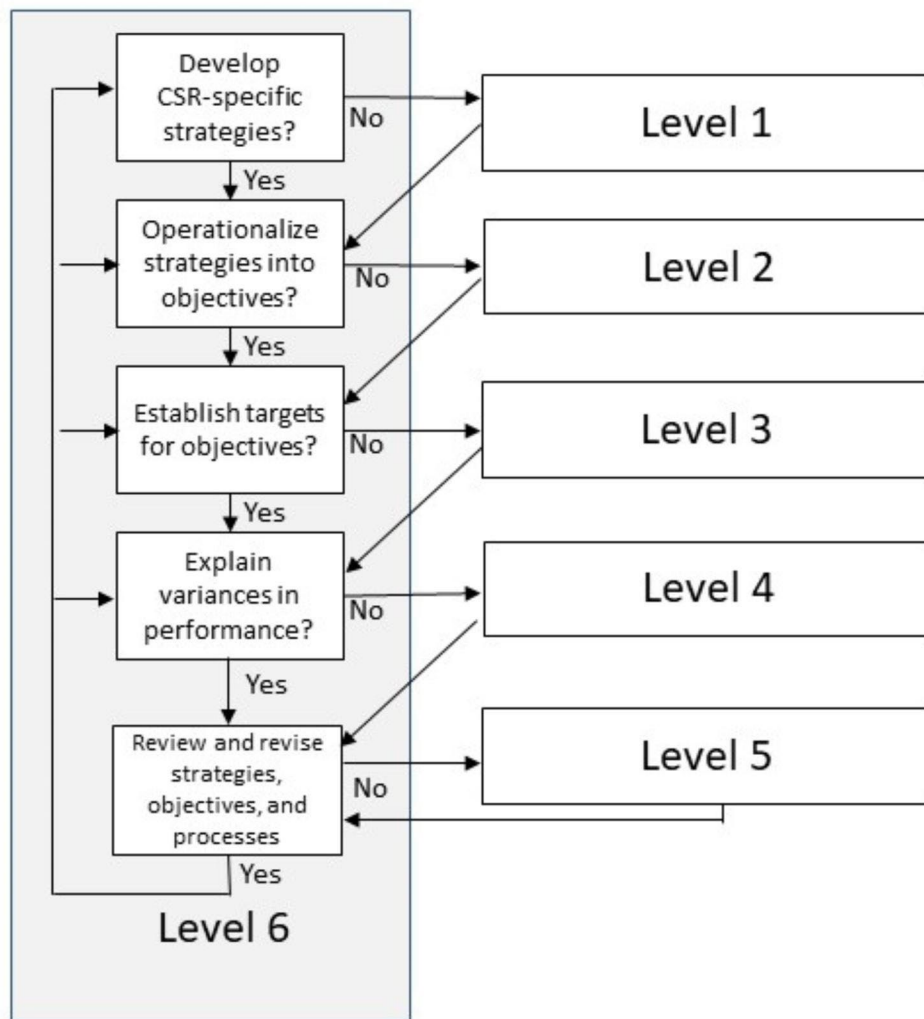 Develop
CSR-specific
strategies?
No
Level 1
Yes
Operationalize
strategies into
objectives?
No
Level 2
Yes
Establish targets
for objectives?
No
Level 3
Yes
Explain
variances in
performance?
No
Level 4
Yes
Review and revise
strategies,
objectives, and
processes
No
Level 5
Yes
Level 6